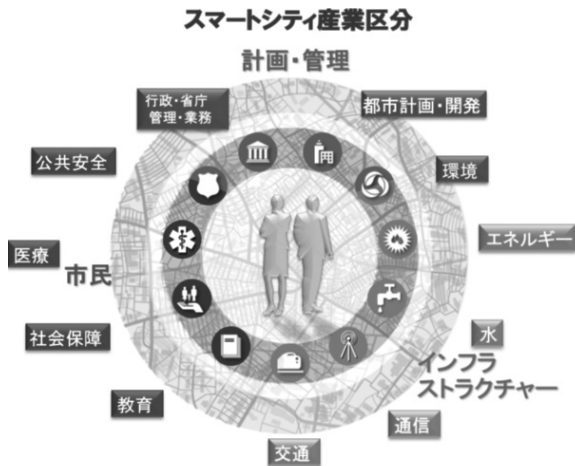 スマートシティ産業区分
計画・管理
行政・省庁
管理・業務
都市計画・開発
公共安全
環境
医療
市民
エネルギー
社会保障
水
インフラ
ストラクチャー
教育
通信
交通